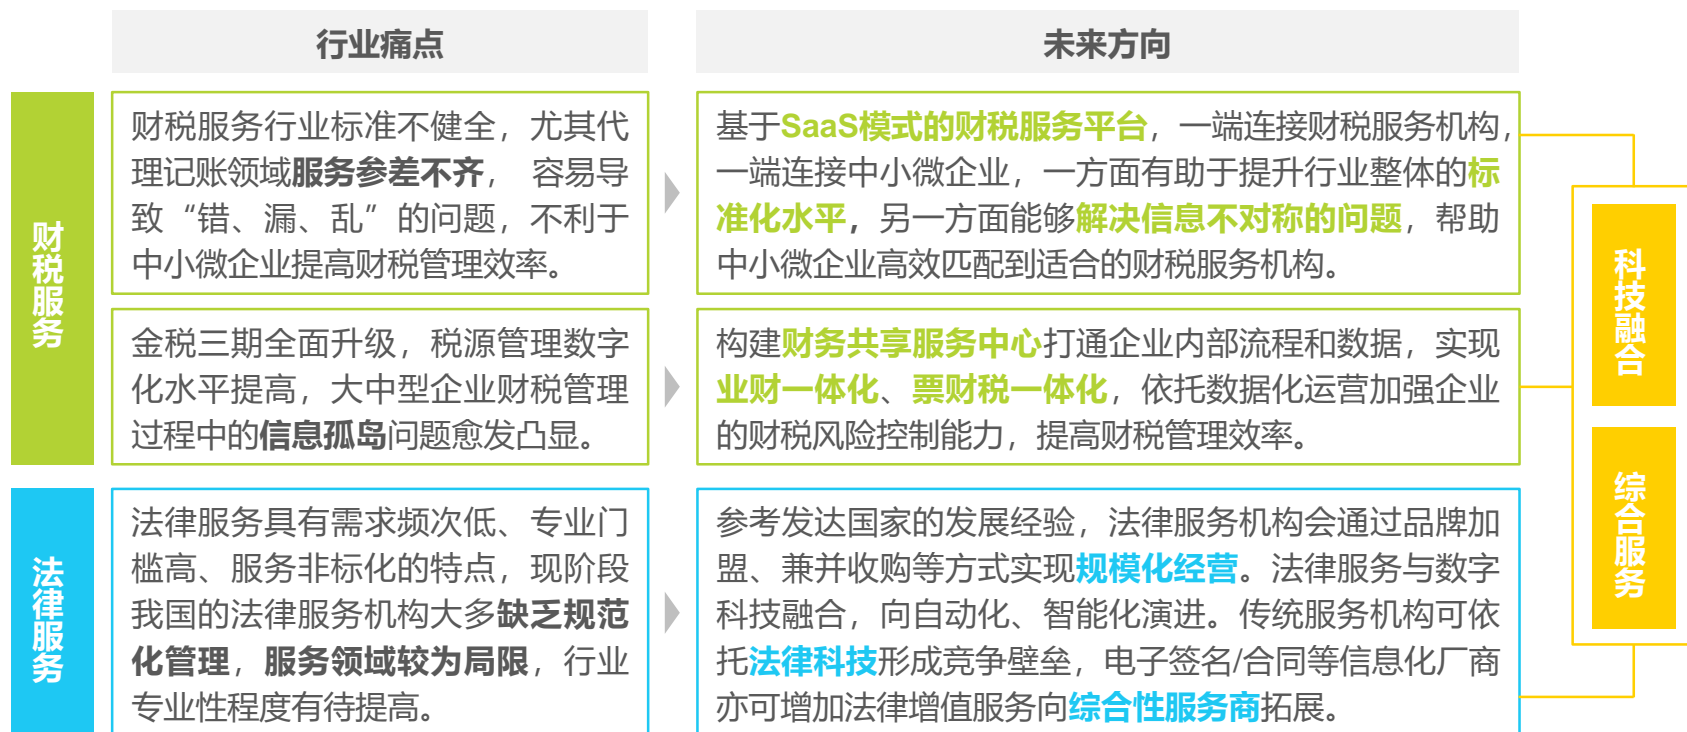 行业痛点
未来方向
财税服务
财税服务行业标准不健全，尤其代
理记账领域服务参差不齐， 容易导
致“错、漏、乱”的问题，不利于
中小微企业提高财税管理效率。
基于SaaS模式的财税服务平台，一端连接财税服务机构，
一端连接中小微企业，一方面有助于提升行业整体的标
准化水平，另一方面能够解决信息不对称的问题，帮助
中小微企业高效匹配到适合的财税服务机构。
金税三期全面升级，税源管理数字
化水平提高，大中型企业财税管理
过程中的信息孤岛问题愈发凸显。
构建财务共享服务中心打通企业内部流程和数据，实现
业财一体化、票财税一体化，依托数据化运营加强企业
的财税风险控制能力，提高财税管理效率。
法律服务
法律服务具有需求频次低、专业门
槛高、服务非标化的特点，现阶段
我国的法律服务机构大多缺乏规范
化管理，服务领域较为局限，行业
专业性程度有待提高。
参考发达国家的发展经验，法律服务机构会通过品牌加
盟、兼并收购等方式实现规模化经营。法律服务与数字
科技融合，向自动化、智能化演进。传统服务机构可依
托法律科技形成竞争壁垒，电子签名/合同等信息化厂商
亦可增加法律增值服务向综合性服务商拓展。
科技融合
综合服务